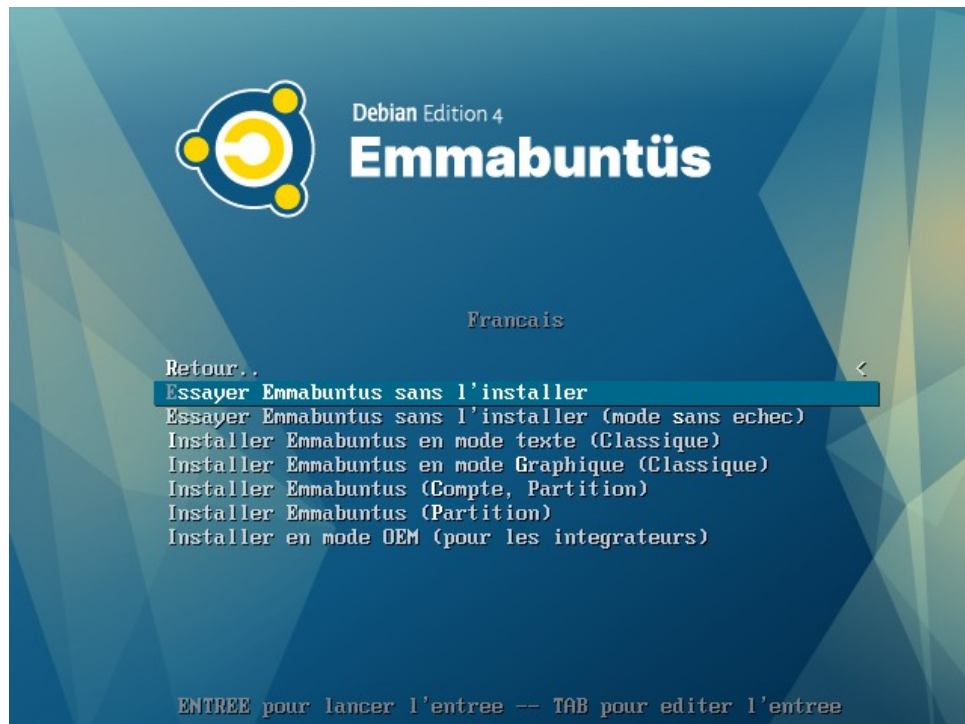 Debian Edition 4
Emmabuntüs
Francais
Retour.. <
Essayer Emmabuntus sans l'installer
Essayer Emmabuntus sans l'installer (mode sans echec)
Installer Emmabuntus en mode texte (Classique)
Installer Emmabuntus en mode Graphique (Classique)
Installer Emmabuntus (Compte, Partition)
Installer Emmabuntus (Partition)
Installer en mode OEM (pour les integrateurs)
ENTREE pour lancer l'entree -- TAB pour editer l'entree